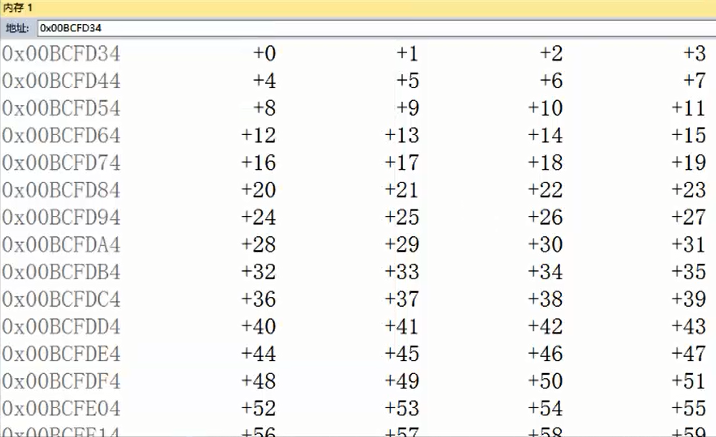 内存 1
地址: 0x00BCFD34
0x00BCFD34 +0 +1 +2 +3
0x00BCFD44 +4 +5 +6 +7
0x00BCFD54 +8 +9 +10 +11
0x00BCFD64 +12 +13 +14 +15
0x00BCFD74 +16 +17 +18 +19
0x00BCFD84 +20 +21 +22 +23
0x00BCFD94 +24 +25 +26 +27
0x00BCFDA4 +28 +29 +30 +31
0x00BCFDB4 +32 +33 +34 +35
0x00BCFDC4 +36 +37 +38 +39
0x00BCFDD4 +40 +41 +42 +43
0x00BCFDE4 +44 +45 +46 +47
0x00BCFDF4 +48 +49 +50 +51
0x00BCFE04 +52 +53 +54 +55
0x00BCFE14 +56 +57 +58 +59